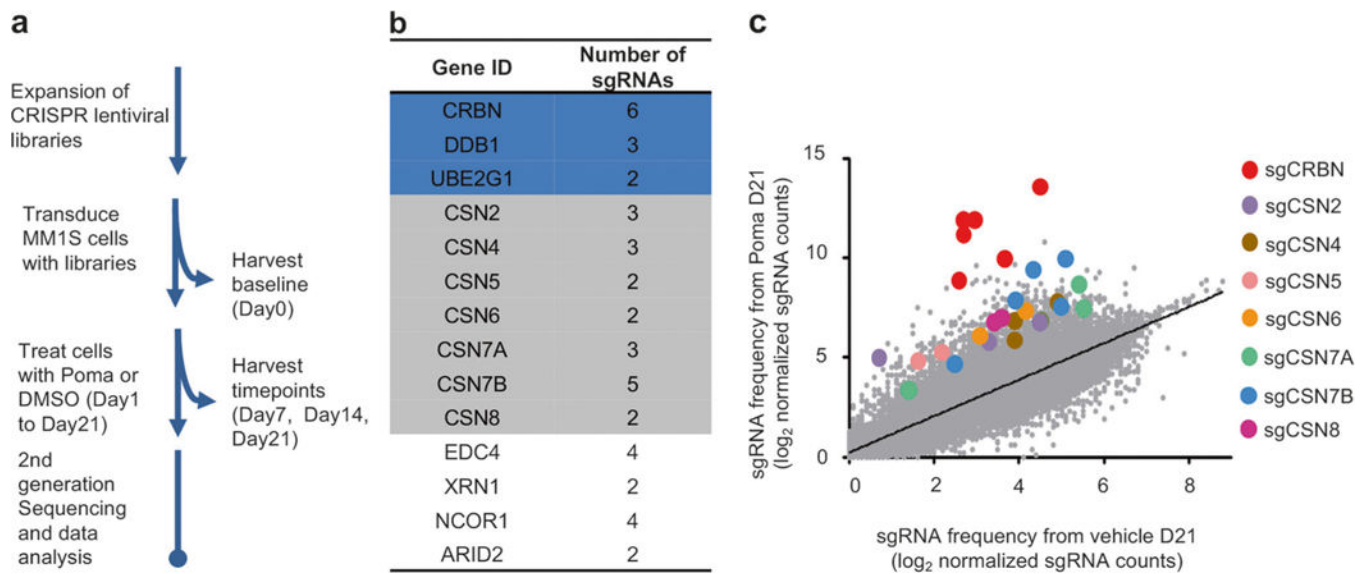 a
Expansion of
CRISPR lentiviral
libraries
Transduce
MM1S cells
with libraries
Harvest
baseline
(Day0)
Treat cells
with Poma or
DMSO (Day1
to Day21)
Harvest
timepoints
(Day7, Day14,
Day21)
2nd
generation
Sequencing
and data
analysis
b
Gene ID
Number of
sgRNAs
CRBN 6
DDB1 3
UBE2G1 2
CSN2 3
CSN4 3
CSN5 2
CSN6 2
CSN7A 3
CSN7B 5
CSN8 2
EDC4 4
XRN1 2
NCOR1 4
ARID2 2
c
sgRNA frequency from Poma D21
(log₂ normalized sgRNA counts)
15
10
5
0
0 2 4 6 8
sgRNA frequency from vehicle D21
(log₂ normalized sgRNA counts)
sgCRBN
sgCSN2
sgCSN4
sgCSN5
sgCSN6
sgCSN7A
sgCSN7B
sgCSN8